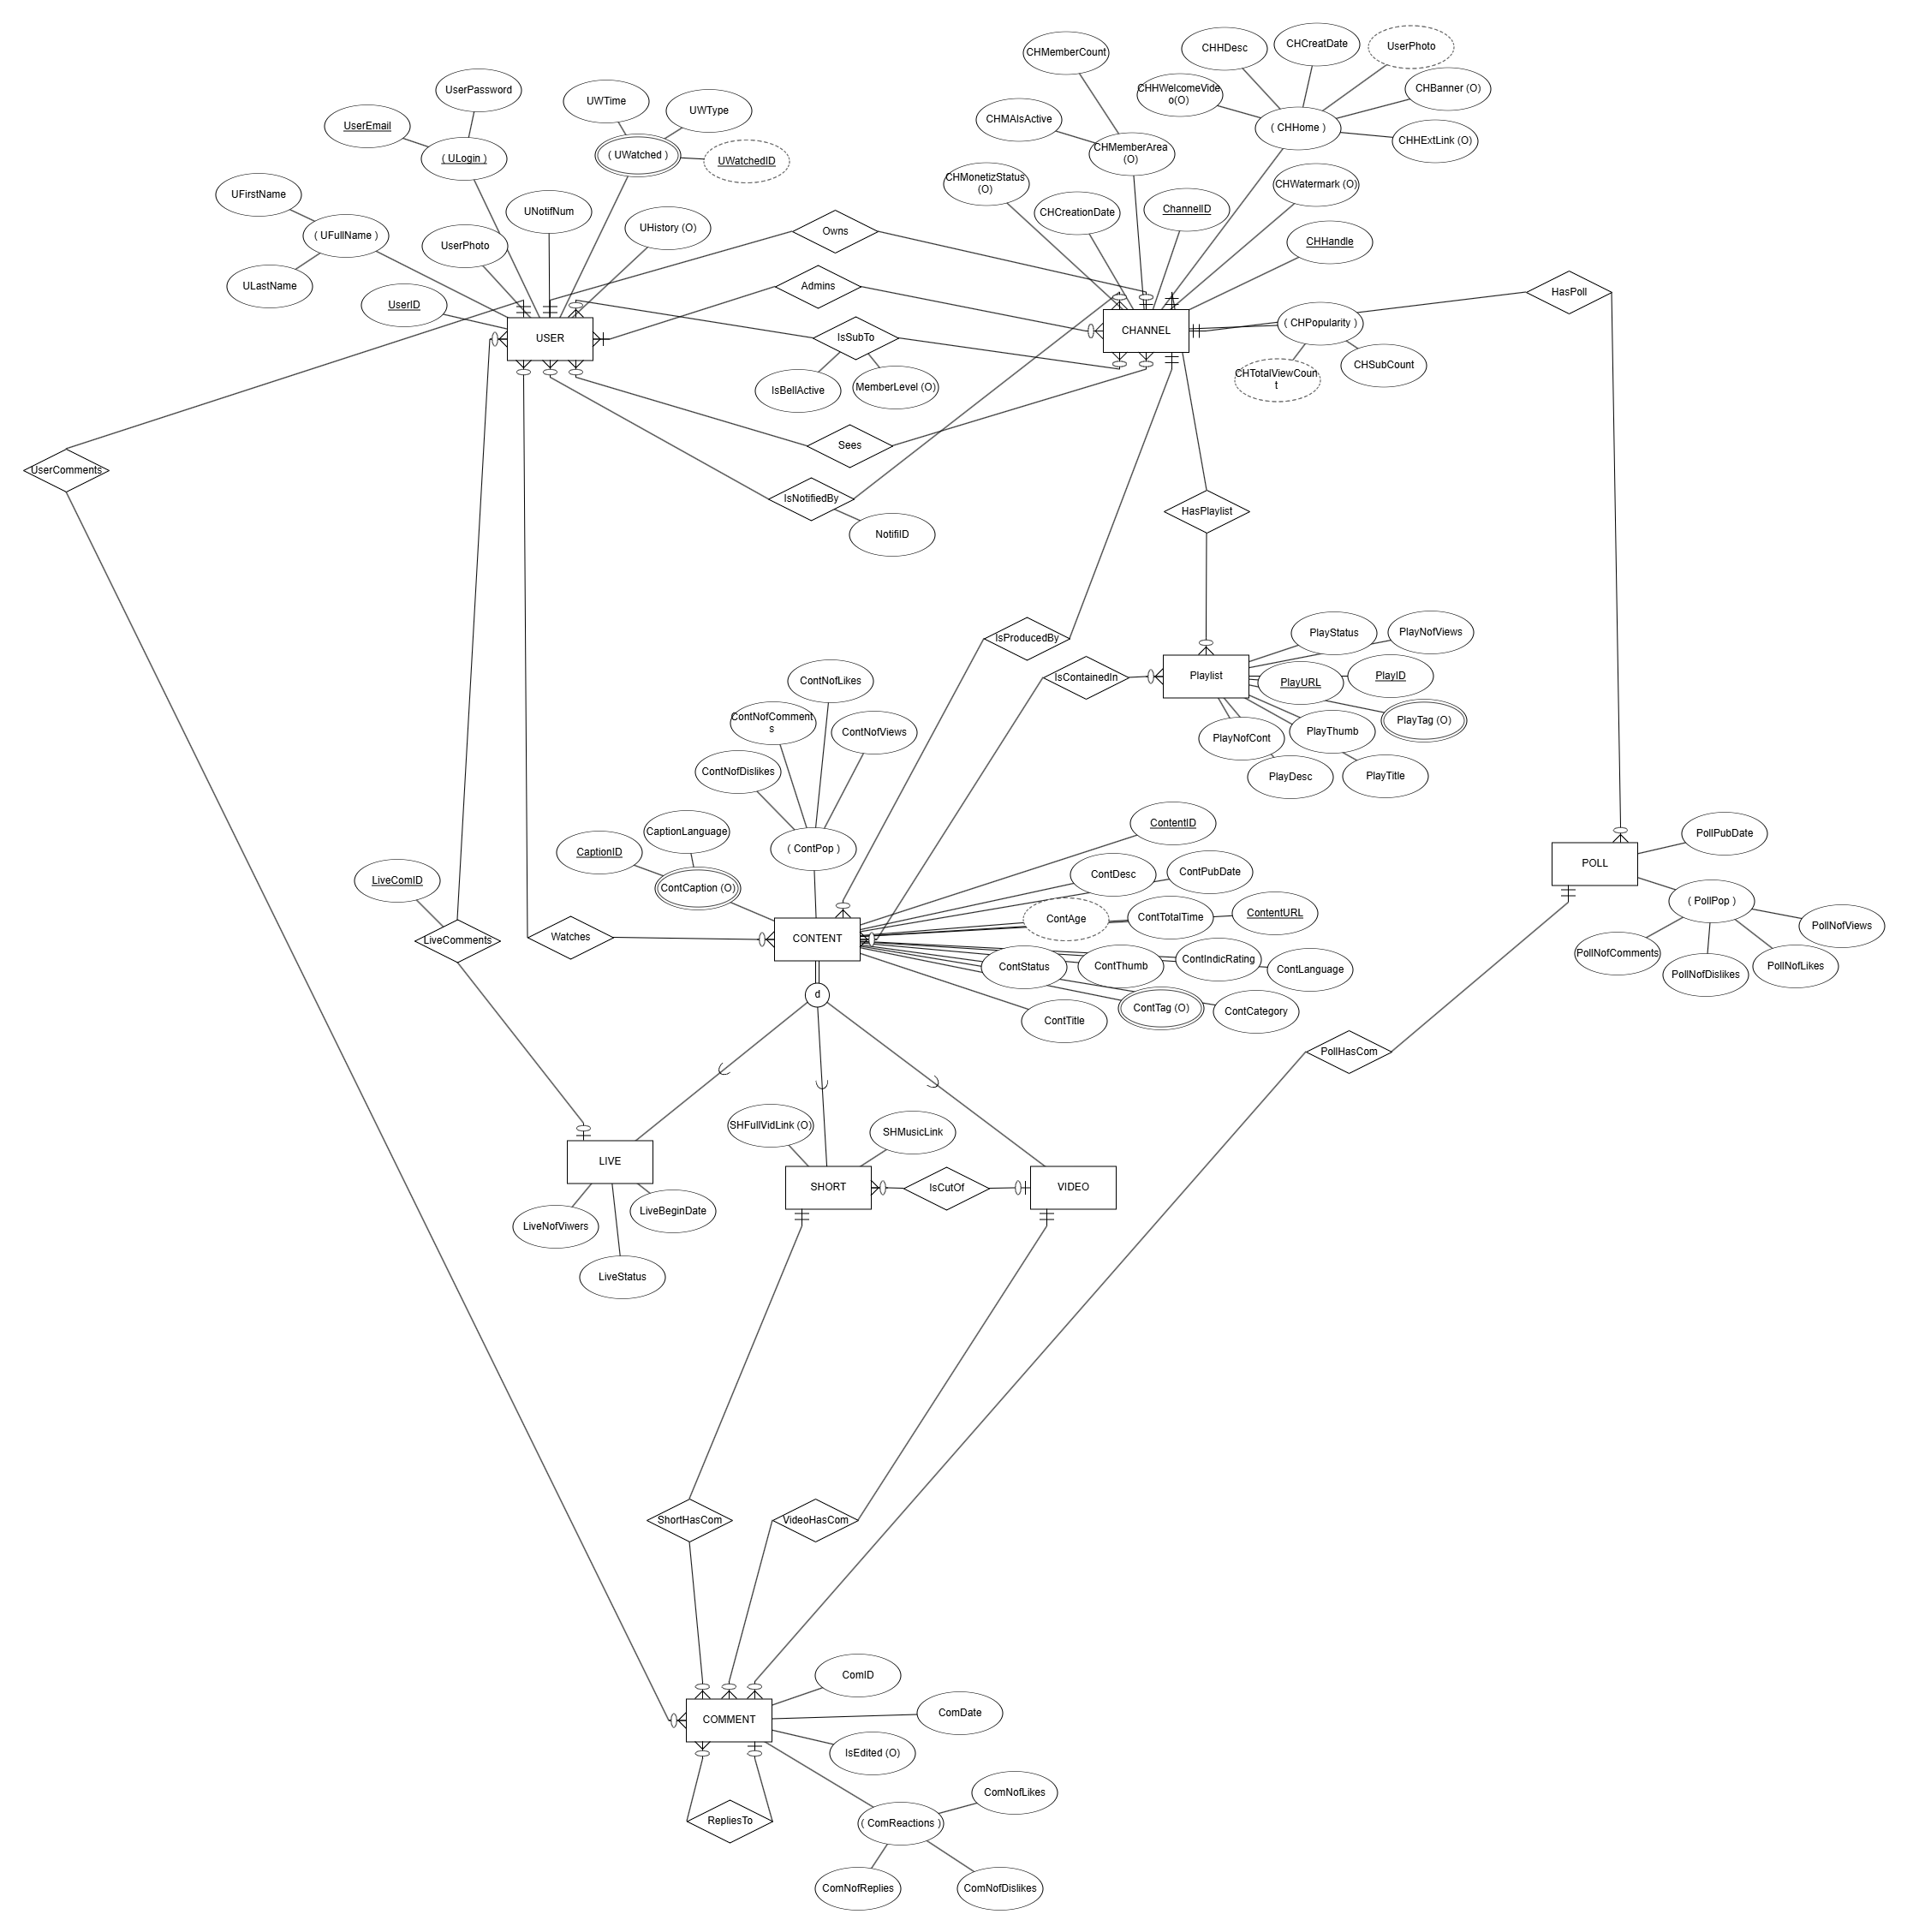 CHHDesc
CHCreatDate
UserPhoto
CHMemberCount
CHHWelcomeVide
o(O)
CHBanner (O)
( CHHome )
CHHExtLink (O)
UserPassword
UserEmail
( ULogin )
UWTime
UWType
( UWatched )
UWatchedID
CHMAIsActive
CHMemberArea
(O)
CHMonetizStatus
(O)
CHCreationDate
ChannelID
CHWatermark (O)
CHHandle
UFirstName
( UFullName )
ULastName
UserPhoto
UNotifNum
UHistory (O)
UserID
USER
Owns
Admins
IsSubTo
IsBellActive
MemberLevel (O)
Sees
IsNotifiedBy
NotifiID
CHANNEL
( CHPopularity )
CHTotalViewCoun
t
CHSubCount
HasPoll
UserComments
HasPlaylist
IsProducedBy
IsContainedIn
Playlist
PlayStatus
PlayNofViews
PlayURL
PlayID
PlayTag (O)
PlayNofCont
PlayThumb
PlayDesc
PlayTitle
ContNofLikes
ContNofComment
s
ContNofViews
ContNofDislikes
( ContPop )
CaptionLanguage
CaptionID
ContCaption (O)
LiveComID
LiveComments
Watches
CONTENT
ContentID
ContDesc
ContPubDate
ContAge
ContTotalTime
ContentURL
ContStatus
ContThumb
ContIndicRating
ContLanguage
ContTag (O)
ContCategory
ContTitle
POLL
PollPubDate
( PollPop )
PollNofViews
PollNofComments
PollNofDislikes
PollNofLikes
PollHasCom
d
SHFullVidLink (O)
SHMusicLink
LIVE
LiveNofViwers
LiveBeginDate
LiveStatus
SHORT
IsCutOf
VIDEO
ShortHasCom
VideoHasCom
COMMENT
ComID
ComDate
IsEdited (O)
( ComReactions )
ComNofLikes
ComNofReplies
ComNofDislikes
RepliesTo